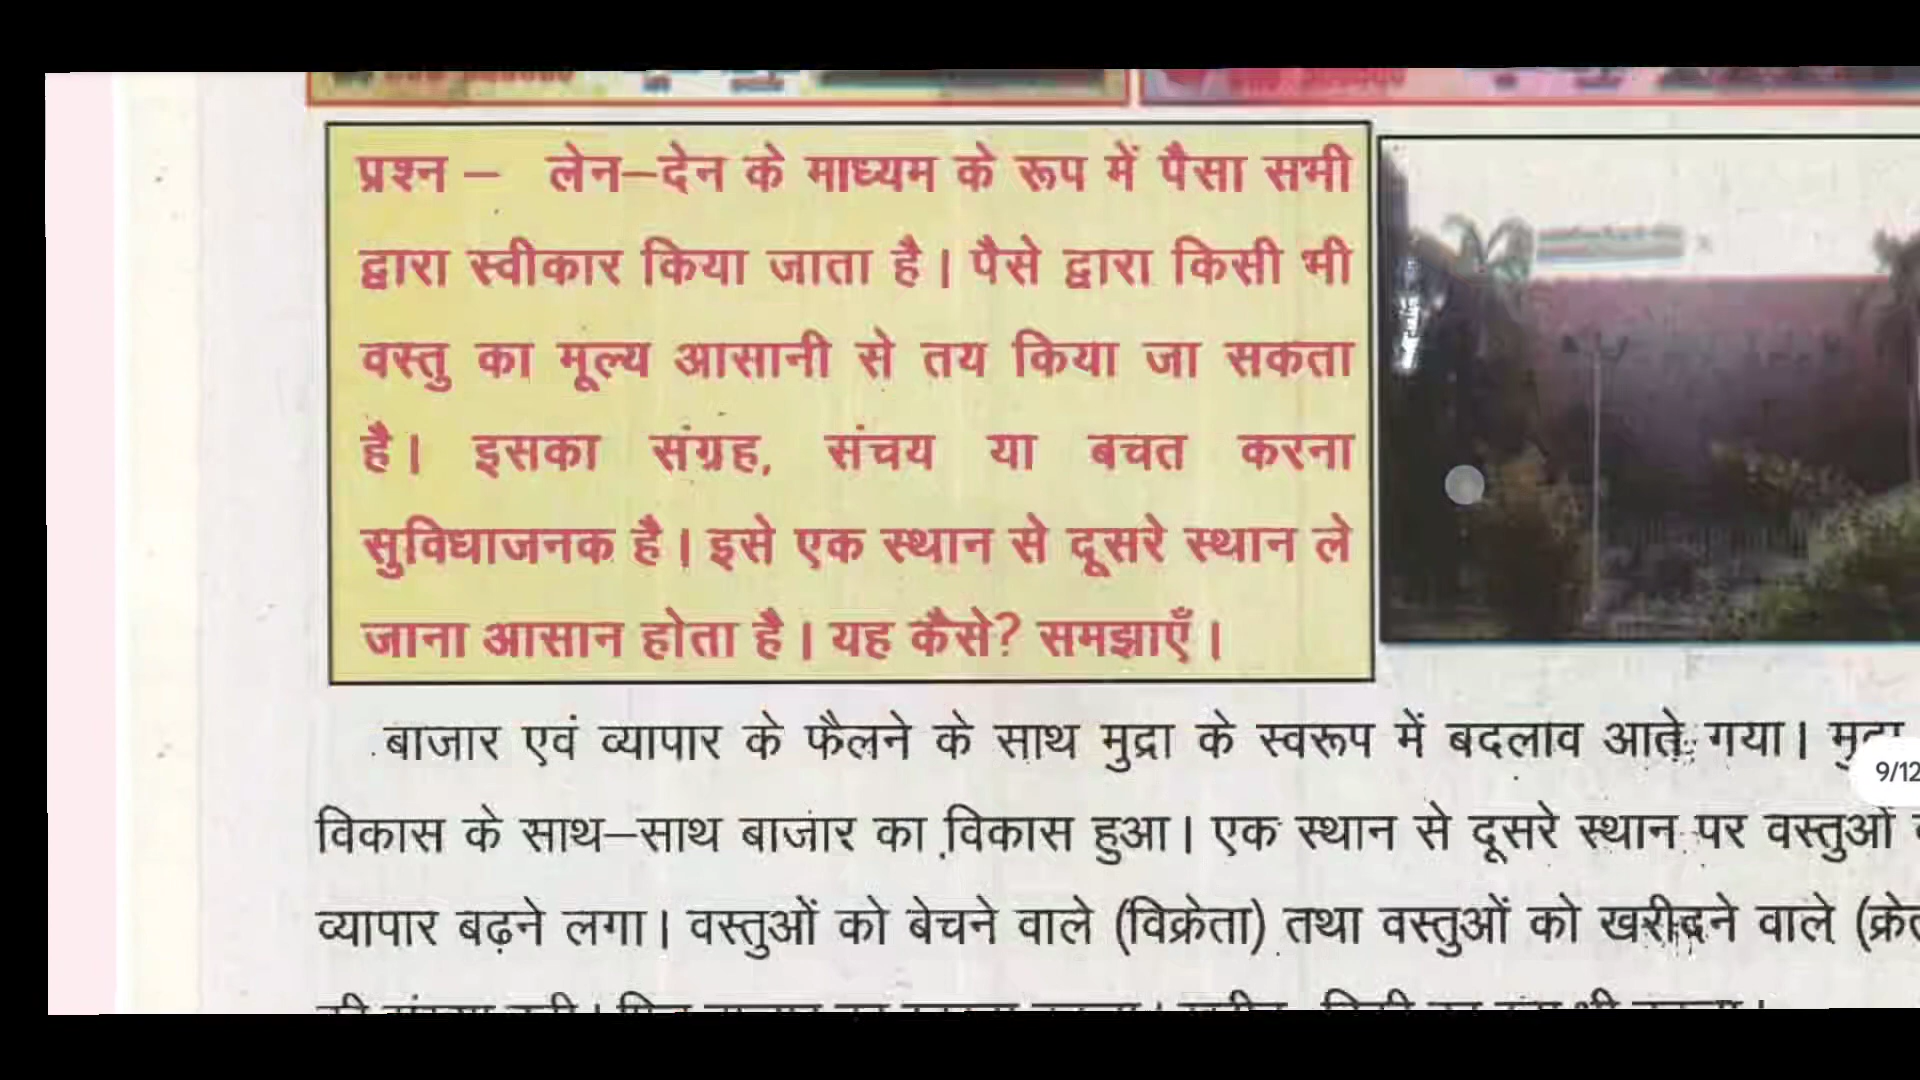 प्रश्न – लेन–देन के माध्यम के रूप में पैसा सभी
द्वारा स्वीकार किया जाता है। पैसे द्वारा किसी भी
वस्तु का मूल्य आसानी से तय किया जा सकता
है। इसका संग्रह, संचय या बचत करना
सुविधाजनक है। इसे एक स्थान से दूसरे स्थान ले
जाना आसान होता है। यह कैसे? समझाएँ।
बाजार एवं व्यापार के फैलने के साथ मुद्रा के स्वरूप में बदलाव आते गया। मुद्रा
9/12
विकास के साथ–साथ बाजार का विकास हुआ। एक स्थान से दूसरे स्थान पर वस्तुओं
व्यापार बढ़ने लगा। वस्तुओं को बेचने वाले (विक्रेता) तथा वस्तुओं को खरीदने वाले